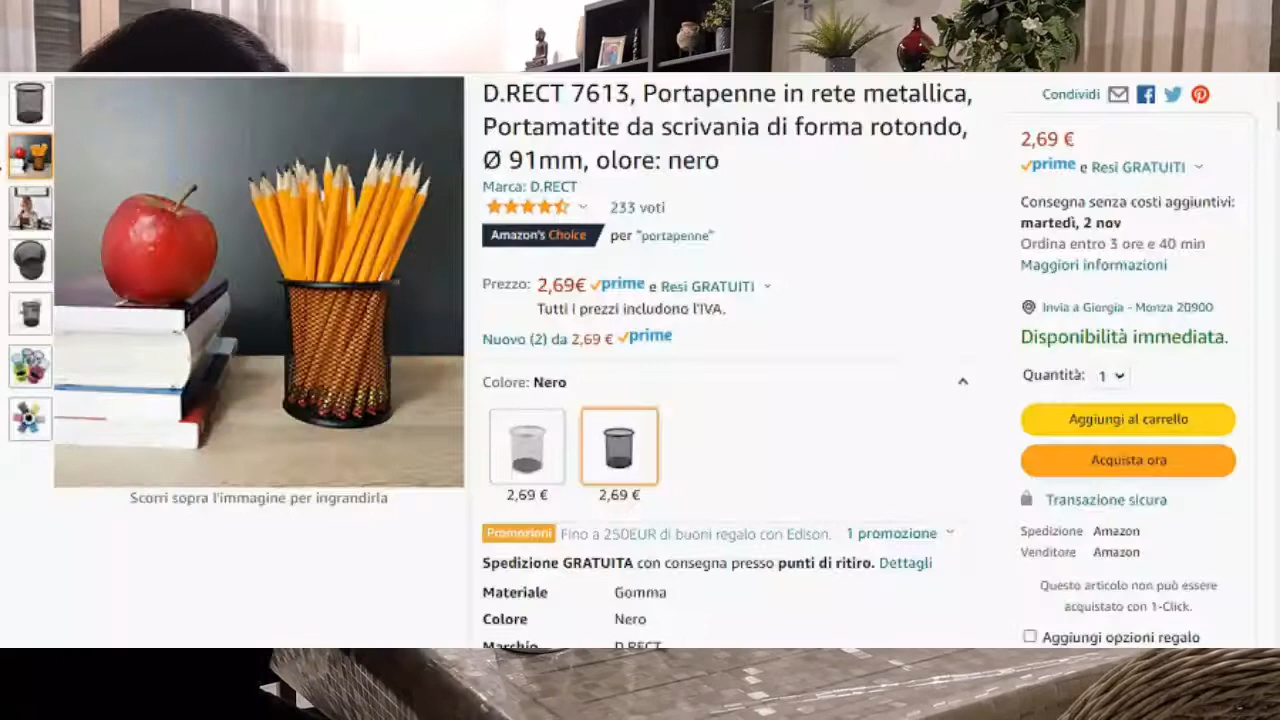 D.RECT 7613, Portapenne in rete metallica,
Portamatite da scrivania di forma rotondo,
Ø 91mm, olore: nero
Marca: D.RECT
233 voti
Amazon's Choice per "portapenne"
Prezzo: 2,69€ prime e Resi GRATUITI
Tutti i prezzi includono l'IVA.
Nuovo (2) da 2,69 € prime
Colore: Nero
2,69 € 2,69 €
Scorri sopra l'immagine per ingrandirla
Promozioni Fino a 250EUR di buoni regalo con Edison. 1 promozione
Spedizione GRATUITA con consegna presso punti di ritiro. Dettagli
Materiale Gomma
Colore Nero
Marchio D.RECT
Condividi
2,69 €
prime e Resi GRATUITI
Consegna senza costi aggiuntivi:
martedì, 2 nov
Ordina entro 3 ore e 40 min
Maggiori informazioni
Invia a Giorgia - Monza 20900
Disponibilità immediata.
Quantità: 1
Aggiungi al carrello
Acquista ora
Transazione sicura
Spedizione Amazon
Venditore Amazon
Questo articolo non può essere
acquistato con 1-Click.
Aggiungi opzioni regalo